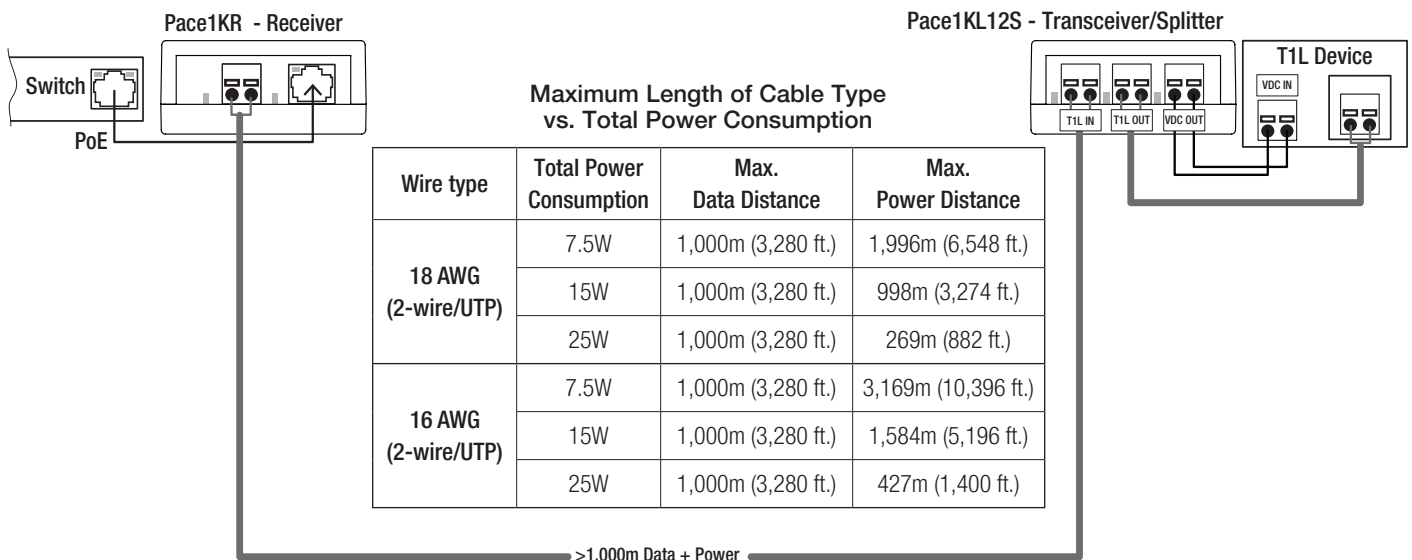 Pace1KR - Receiver
Switch
PoE
Pace1KL12S - Transceiver/Splitter
T1L IN
T1L OUT
VDC OUT
T1L Device
VDC IN
Maximum Length of Cable Type
vs. Total Power Consumption
Wire type Total Power Consumption Max. Data Distance Max. Power Distance
18 AWG (2-wire/UTP)
7.5W 1,000m (3,280 ft.) 1,996m (6,548 ft.)
15W 1,000m (3,280 ft.) 998m (3,274 ft.)
25W 1,000m (3,280 ft.) 269m (882 ft.)
16 AWG (2-wire/UTP)
7.5W 1,000m (3,280 ft.) 3,169m (10,396 ft.)
15W 1,000m (3,280 ft.) 1,584m (5,196 ft.)
25W 1,000m (3,280 ft.) 427m (1,400 ft.)
>1,000m Data + Power